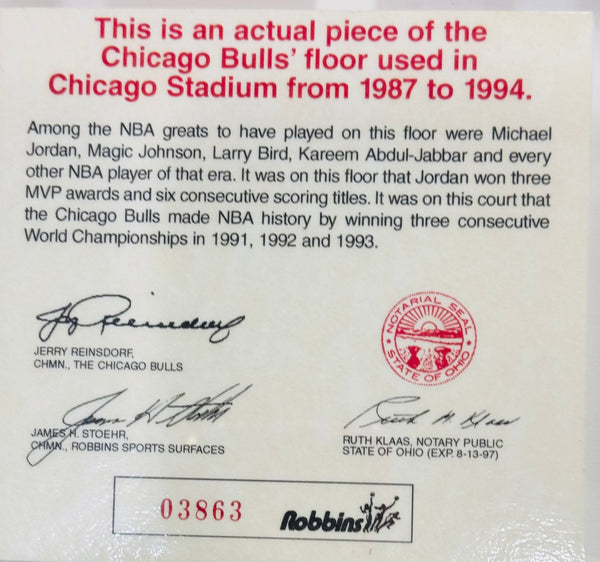 This is an actual piece of the
Chicago Bulls' floor used in
Chicago Stadium from 1987 to 1994.
Among the NBA greats to have played on this floor were Michael
Jordan, Magic Johnson, Larry Bird, Kareem Abdul-Jabbar and every
other NBA player of that era. It was on this floor that Jordan won three
MVP awards and six consecutive scoring titles. It was on this court that
the Chicago Bulls made NBA history by winning three consecutive
World Championships in 1991, 1992 and 1993.
Jerry Reinsdorf
JERRY REINSDORF,
CHMN., THE CHICAGO BULLS
NOTARIAL SEAL
STATE OF OHIO
James H. Stoehr
JAMES H. STOEHR,
CHMN., ROBBINS SPORTS SURFACES
Ruth M. Klaas
RUTH KLAAS, NOTARY PUBLIC
STATE OF OHIO (EXP. 8-13-97)
03863
Robbins